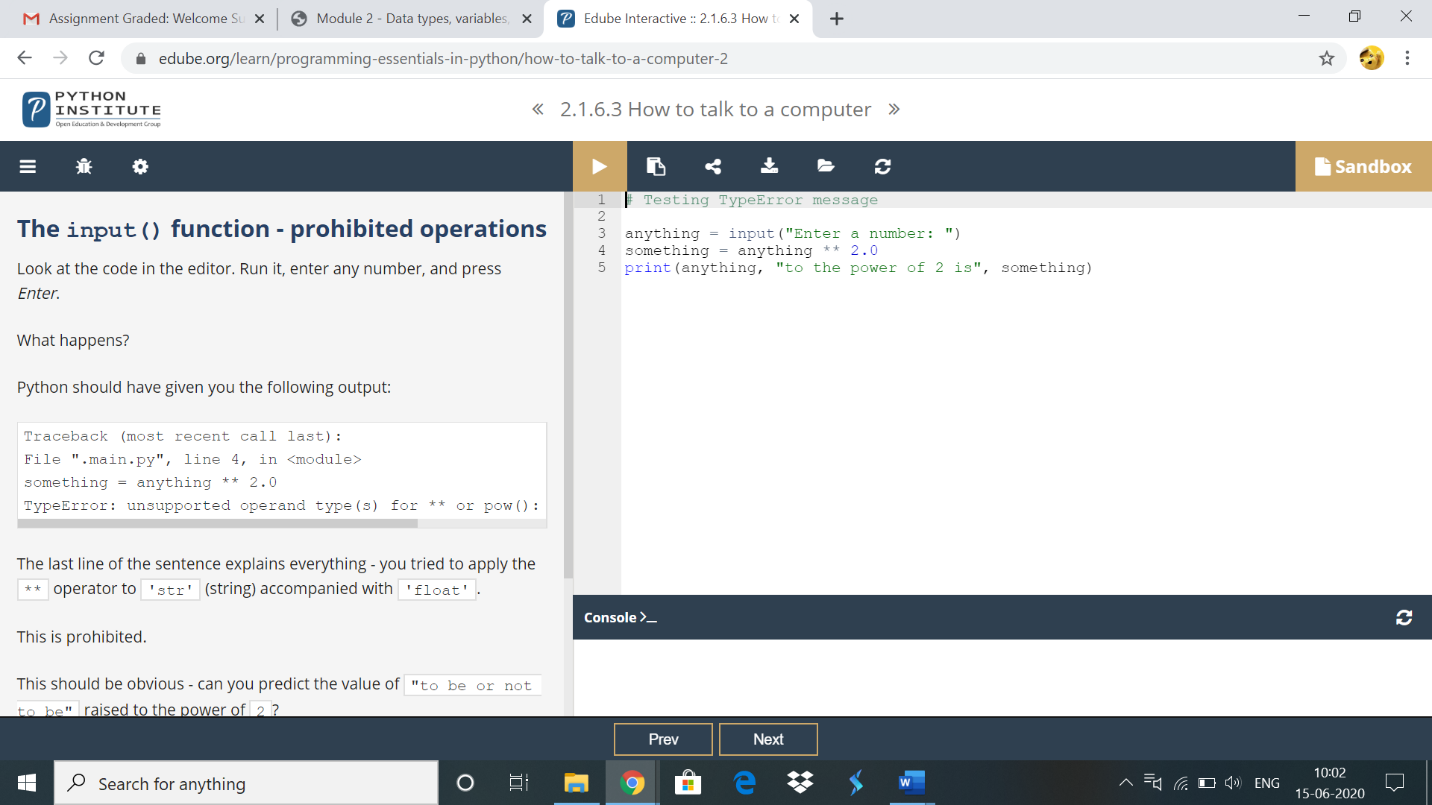 Assignment Graded: Welcome Su
Module 2 - Data types, variables,
Edube Interactive :: 2.1.6.3 How to
edube.org/learn/programming-essentials-in-python/how-to-talk-to-a-computer-2
PYTHON
INSTITUTE
Open Education & Development Group
« 2.1.6.3 How to talk to a computer »
Sandbox
The input() function - prohibited operations
Look at the code in the editor. Run it, enter any number, and press
Enter.
What happens?
Python should have given you the following output:
Traceback (most recent call last):
File ".main.py", line 4, in <module>
something = anything ** 2.0
TypeError: unsupported operand type(s) for ** or pow():
The last line of the sentence explains everything - you tried to apply the
** operator to 'str' (string) accompanied with 'float'.
This is prohibited.
This should be obvious - can you predict the value of "to be or not
to be" raised to the power of 2 ?
1 # Testing TypeError message
2
3 anything = input("Enter a number: ")
4 something = anything ** 2.0
5 print(anything, "to the power of 2 is", something)
Console >_
Prev
Next
Search for anything
ENG
10:02
15-06-2020